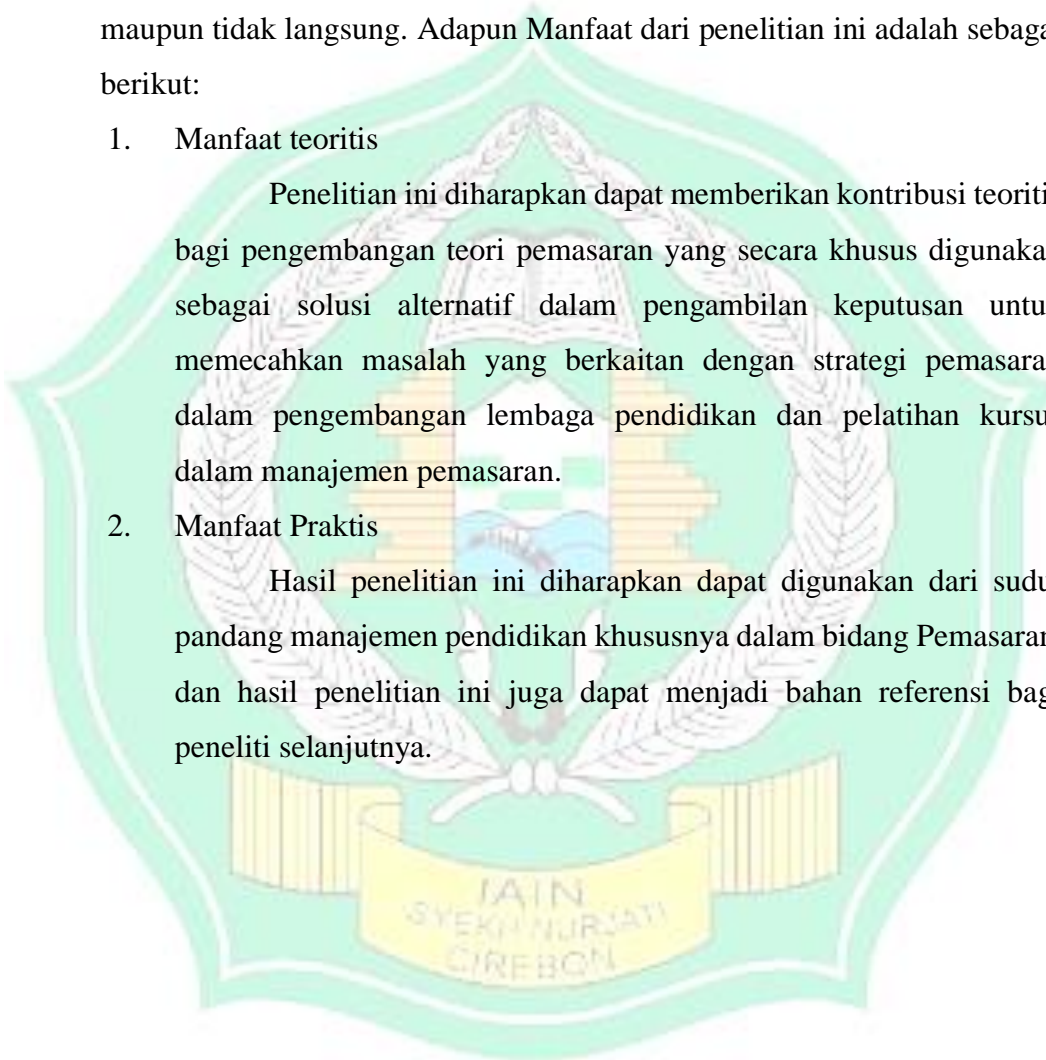 maupun tidak langsung. Adapun Manfaat dari penelitian ini adalah sebaga
berikut:
1. Manfaat teoritis
Penelitian ini diharapkan dapat memberikan kontribusi teoriti
bagi pengembangan teori pemasaran yang secara khusus digunaka
sebagai solusi alternatif dalam pengambilan keputusan untu
memecahkan masalah yang berkaitan dengan strategi pemasara
dalam pengembangan lembaga pendidikan dan pelatihan kursu
dalam manajemen pemasaran.
2. Manfaat Praktis
Hasil penelitian ini diharapkan dapat digunakan dari sudu
pandang manajemen pendidikan khususnya dalam bidang Pemasaran
dan hasil penelitian ini juga dapat menjadi bahan referensi bag
peneliti selanjutnya.
IAIN
SYEKH NURJATI
CIREBON